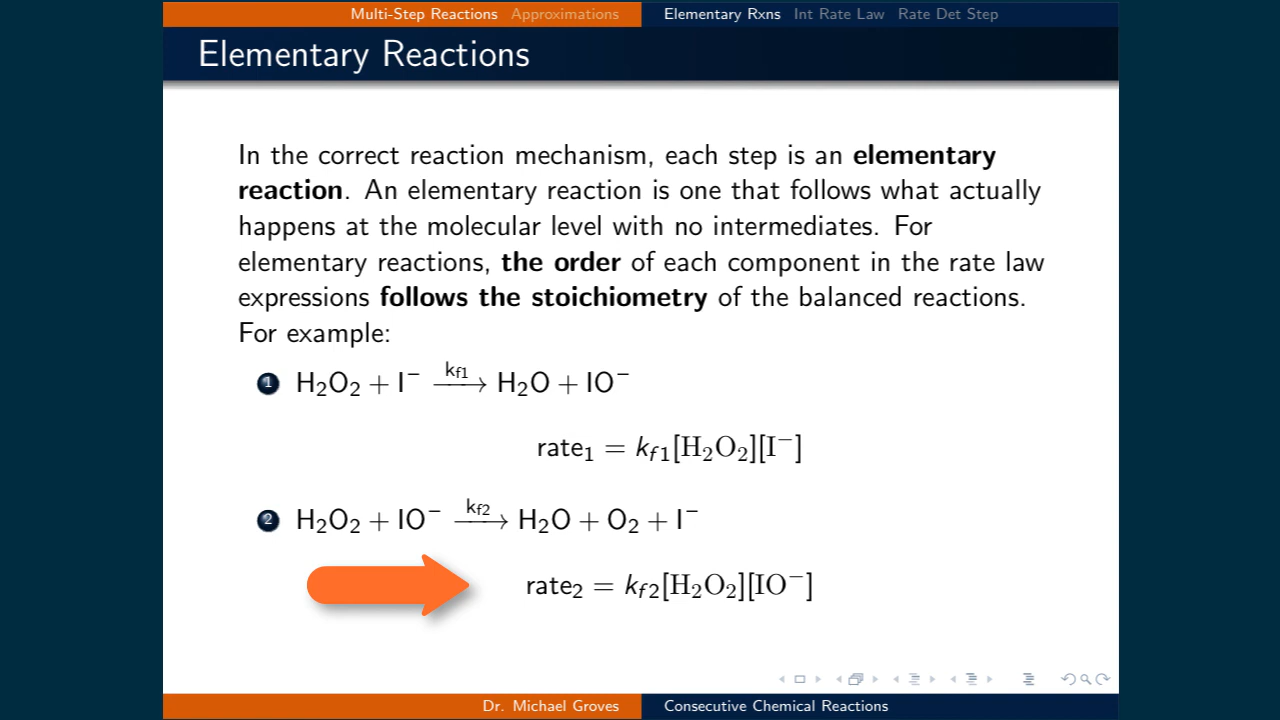 Multi-Step Reactions Approximations Elementary Rxns Int Rate Law Rate Det Step
Elementary Reactions
In the correct reaction mechanism, each step is an elementary
reaction. An elementary reaction is one that follows what actually
happens at the molecular level with no intermediates. For
elementary reactions, the order of each component in the rate law
expressions follows the stoichiometry of the balanced reactions.
For example:
1 H₂O₂ + I⁻ —k_f1→ H₂O + IO⁻
rate₁ = k_f1[H₂O₂][I⁻]
2 H₂O₂ + IO⁻ —k_f2→ H₂O + O₂ + I⁻
rate₂ = k_f2[H₂O₂][IO⁻]
Dr. Michael Groves Consecutive Chemical Reactions